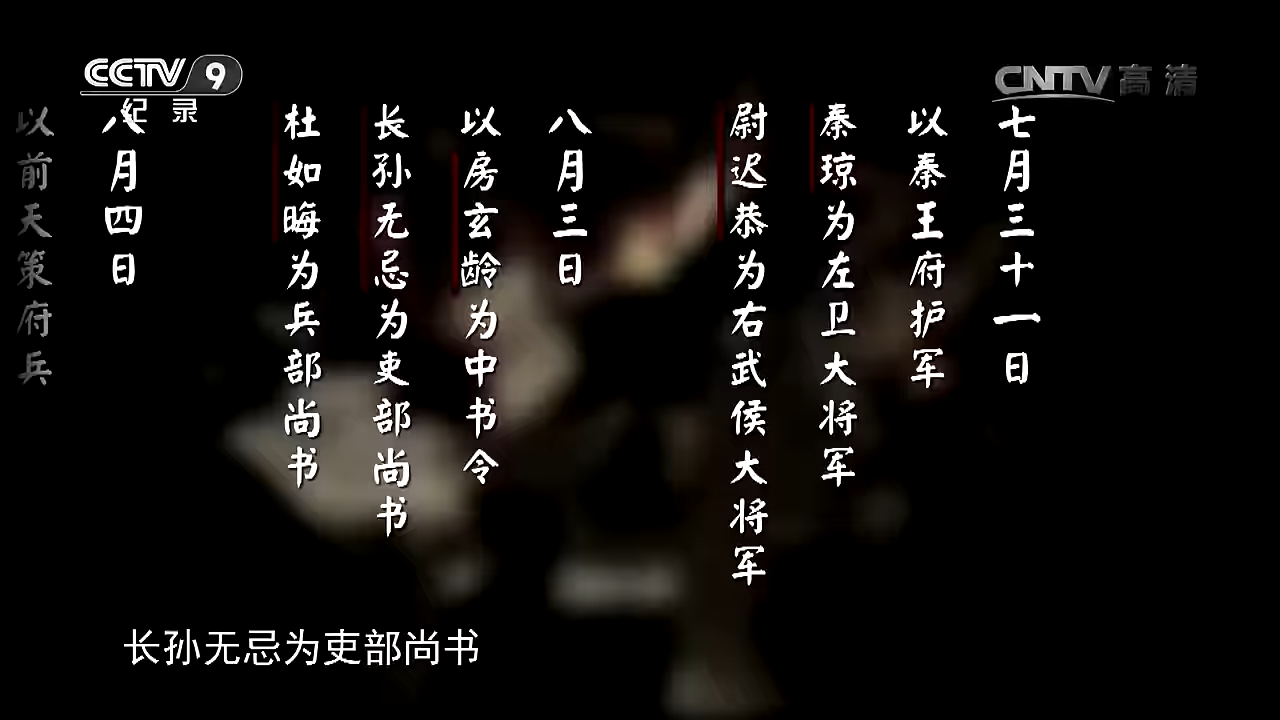 CCTV 9
纪录
CNTV 高清
七月三十一日
以秦王府护军
秦琼为左卫大将军
尉迟恭为右武侯大将军
八月三日
以房玄龄为中书令
长孙无忌为吏部尚书
杜如晦为兵部尚书
八月四日
以前天策府兵
长孙无忌为吏部尚书